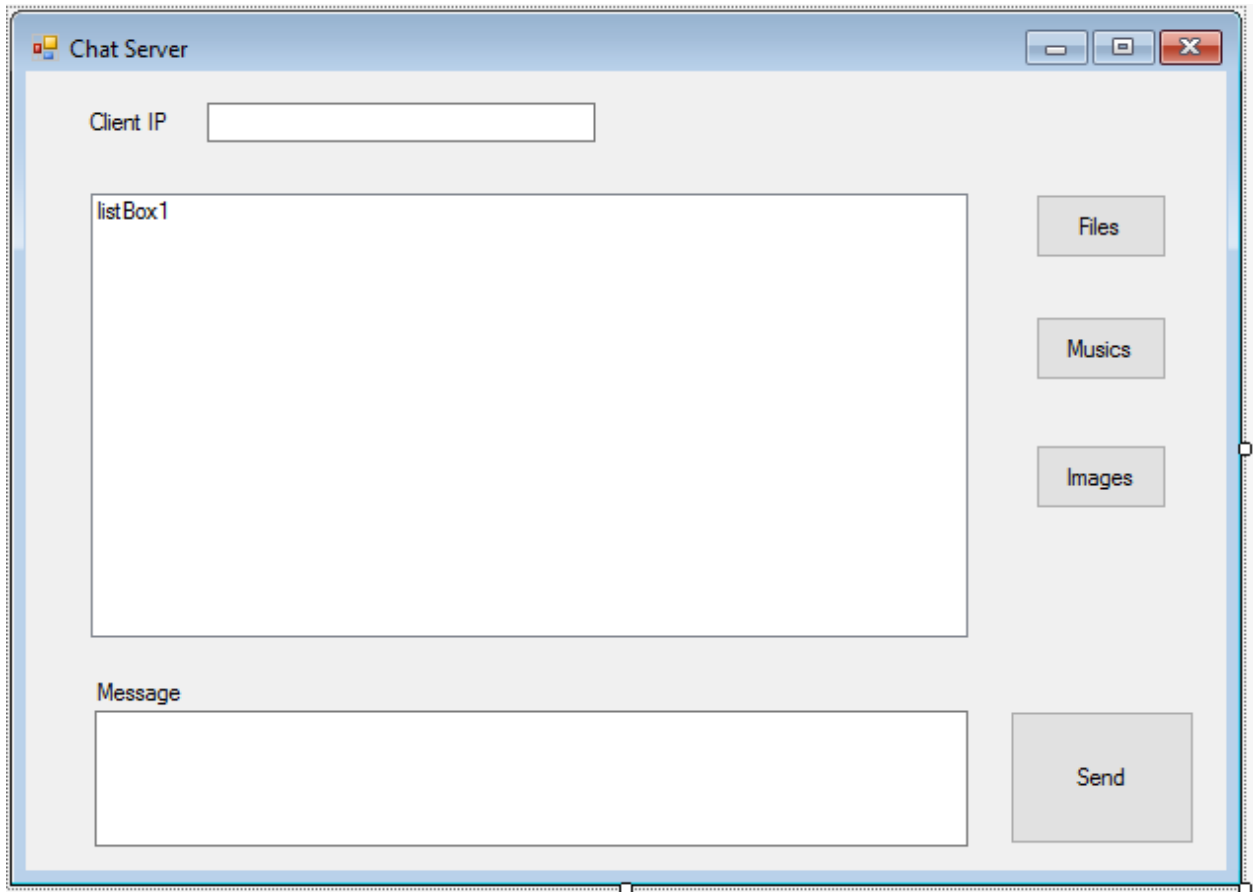 Chat Server
Client IP
listBox1
Files
Musics
Images
Message
Send